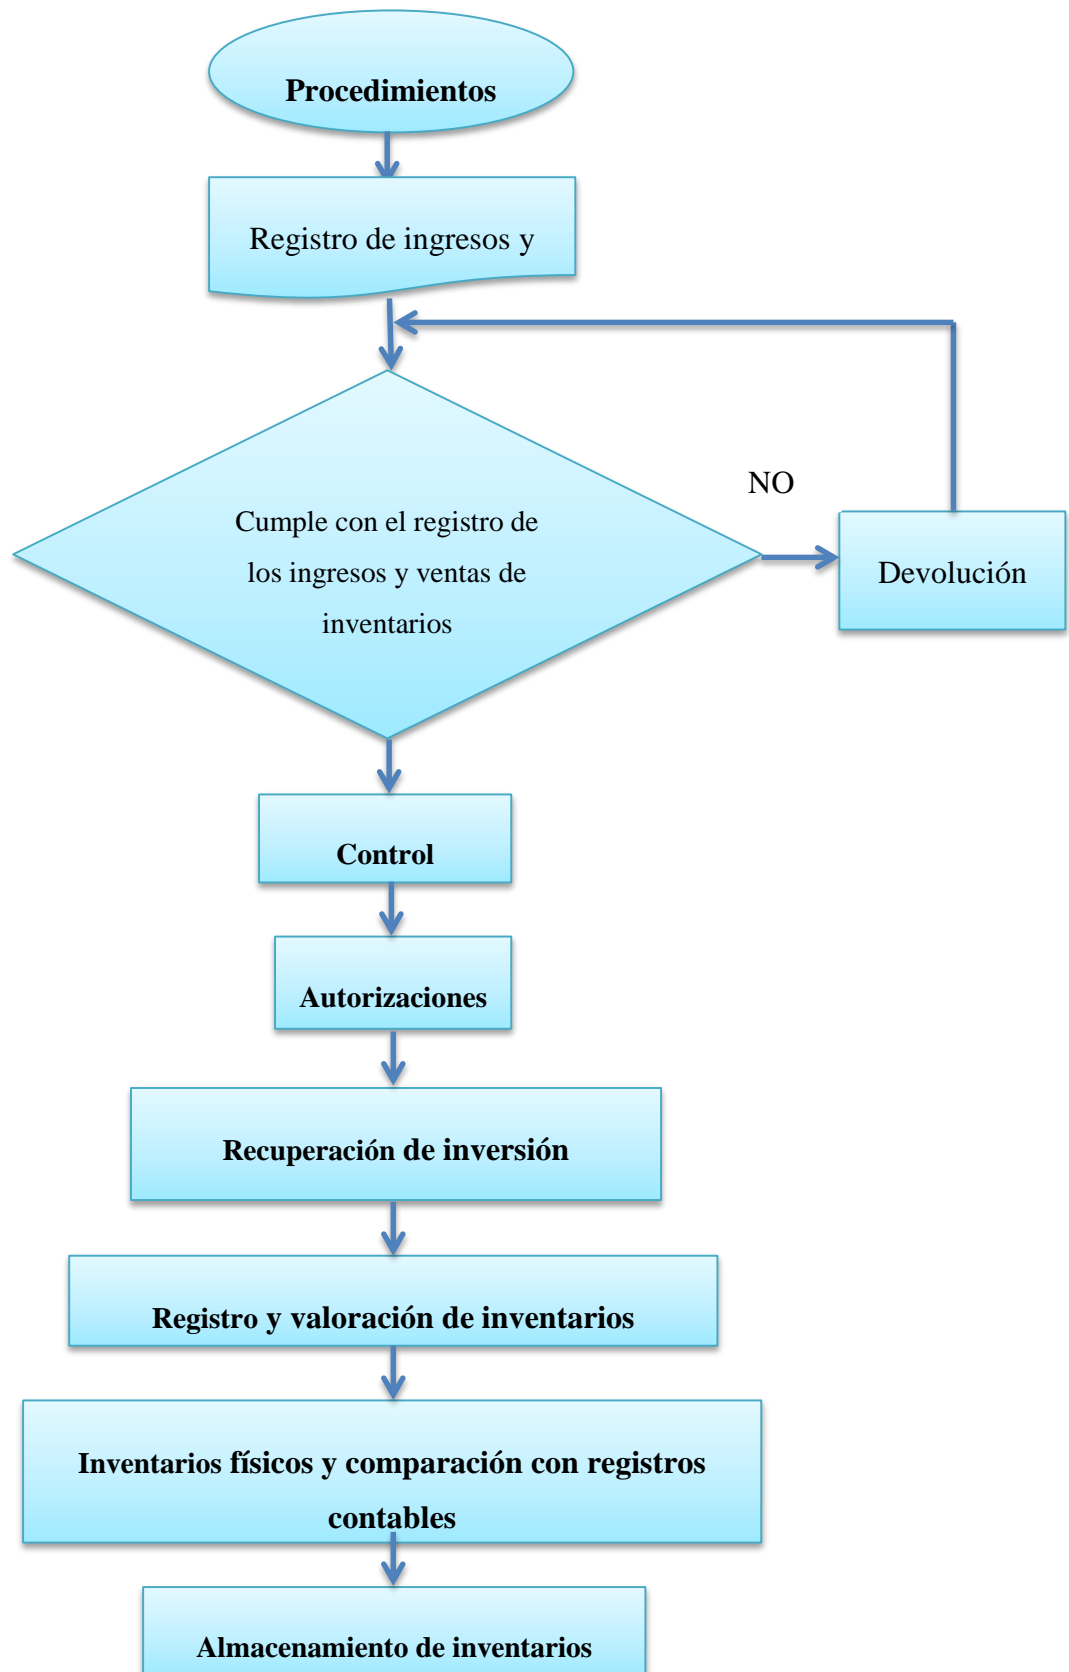 Procedimientos
Registro de ingresos y
NO
Cumple con el registro de
los ingresos y ventas de
inventarios
Devolución
Control
Autorizaciones
Recuperación de inversión
Registro y valoración de inventarios
Inventarios físicos y comparación con registros
contables
Almacenamiento de inventarios